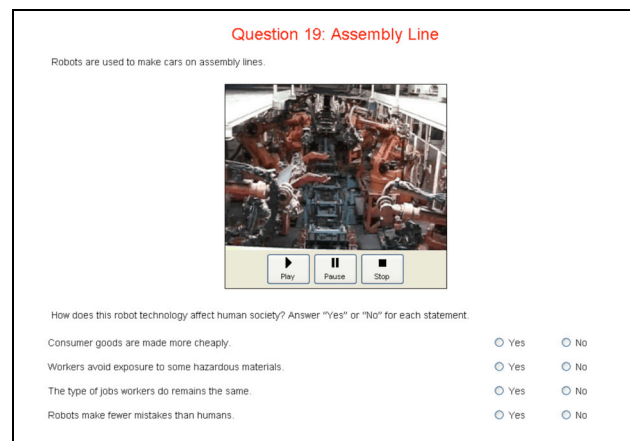 Question 19: Assembly Line
Robots are used to make cars on assembly lines.
Play Pause Stop
How does this robot technology affect human society? Answer "Yes" or "No" for each statement.
Consumer goods are made more cheaply. Yes No
Workers avoid exposure to some hazardous materials. Yes No
The type of jobs workers do remains the same. Yes No
Robots make fewer mistakes than humans. Yes No